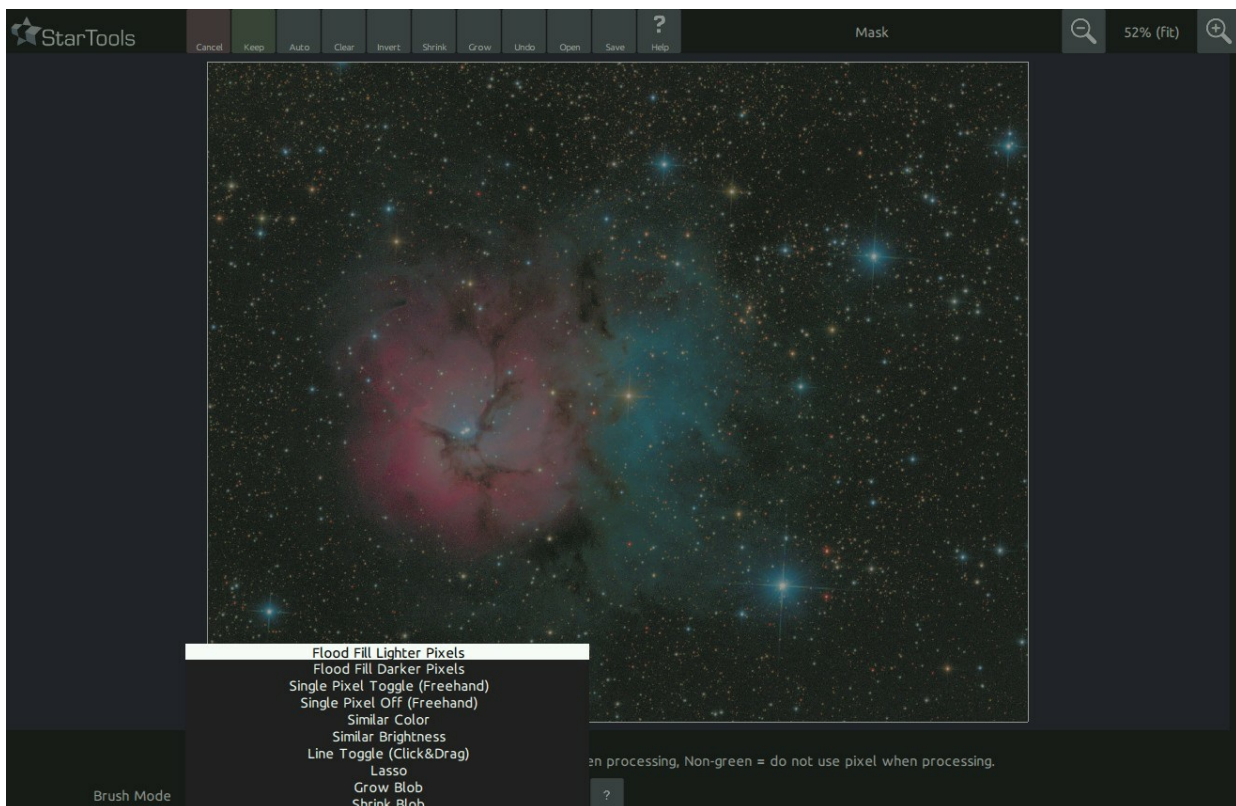 StarTools
Cancel
Keep
Auto
Clear
Invert
Shrink
Grow
Undo
Open
Save
?
Help
Mask
52% (Fit)
Flood Fill Lighter Pixels
Flood Fill Darker Pixels
Single Pixel Toggle (Freehand)
Single Pixel Off (Freehand)
Similar Color
Similar Brightness
Line Toggle (Click&Drag)
Lasso
Grow Blob
Shrink Blob
processing, Non-green = do not use pixel when processing.
Brush Mode
?